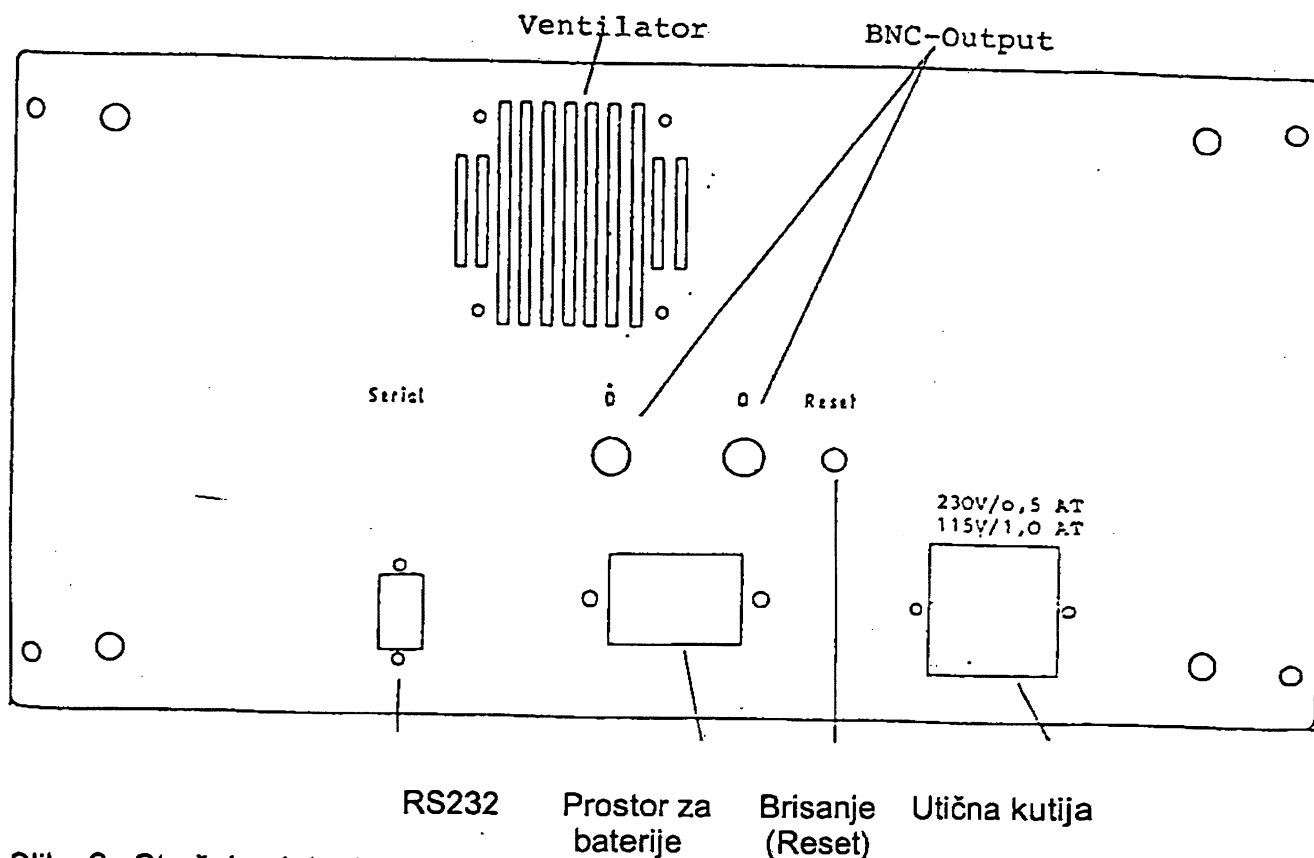 Ventilator
BNC-Output
Serial
Reset
230V/0,5 AT
115V/1,0 AT
RS232
Prostor za
baterije
Brisanje
(Reset)
Utična kutija